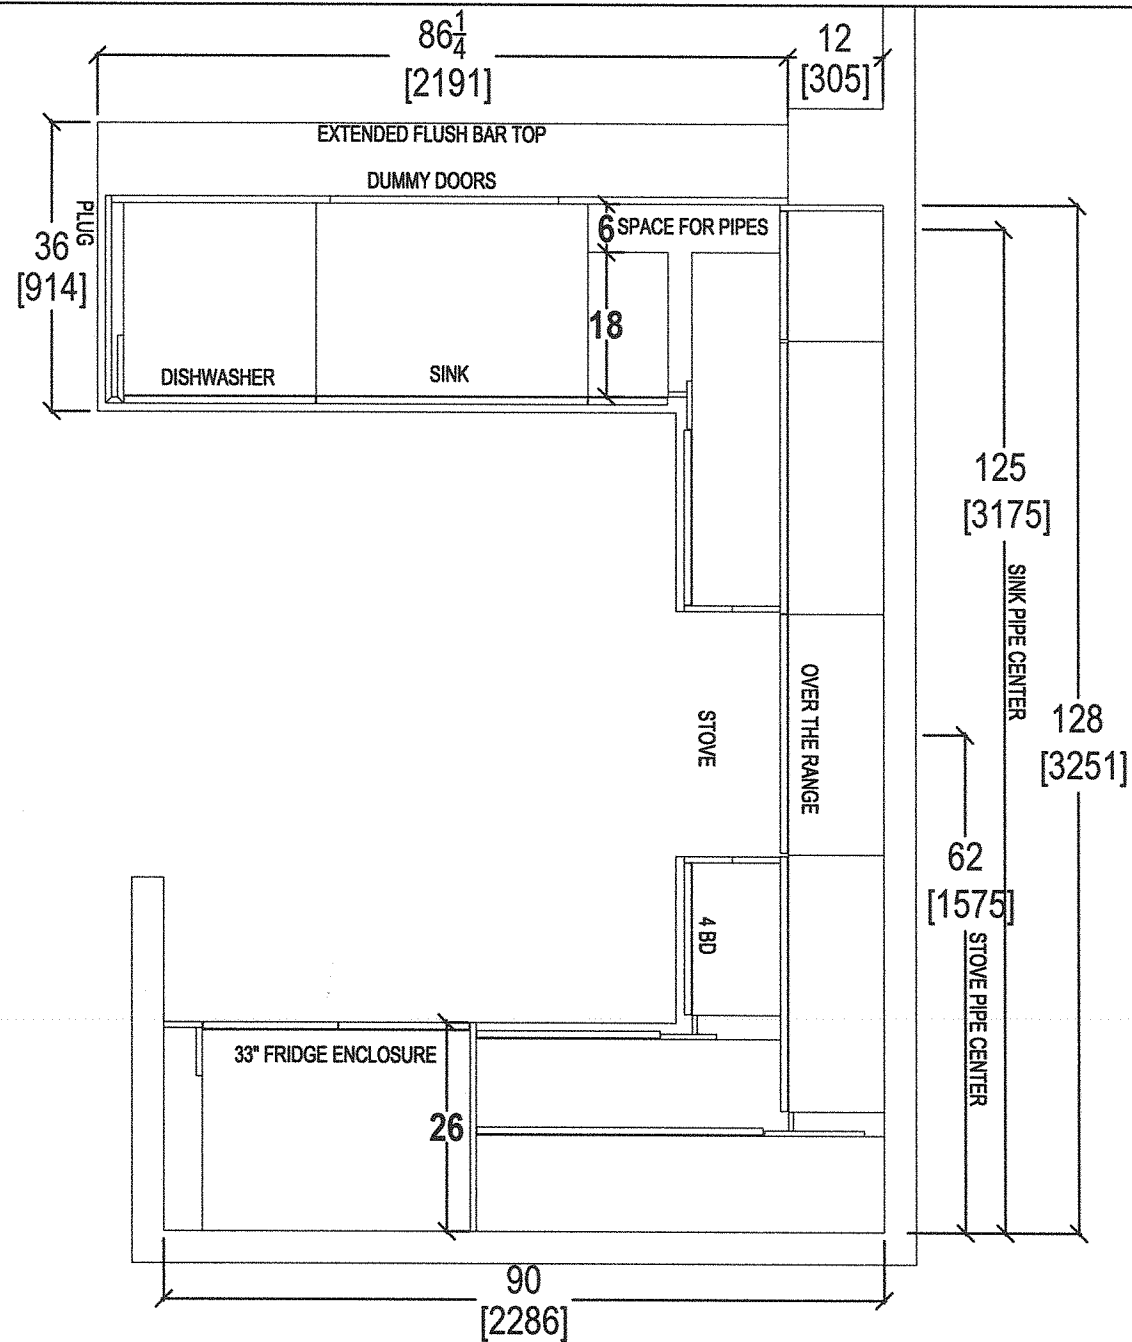 86 1/4
[2191]
12
[305]
EXTENDED FLUSH BAR TOP
DUMMY DOORS
PLUG
36
[914]
6
SPACE FOR PIPES
18
DISHWASHER
SINK
125
[3175]
SINK PIPE CENTER
128
[3251]
STOVE
OVER THE RANGE
62
[1575]
STOVE PIPE CENTER
4 BD
33" FRIDGE ENCLOSURE
26
90
[2286]